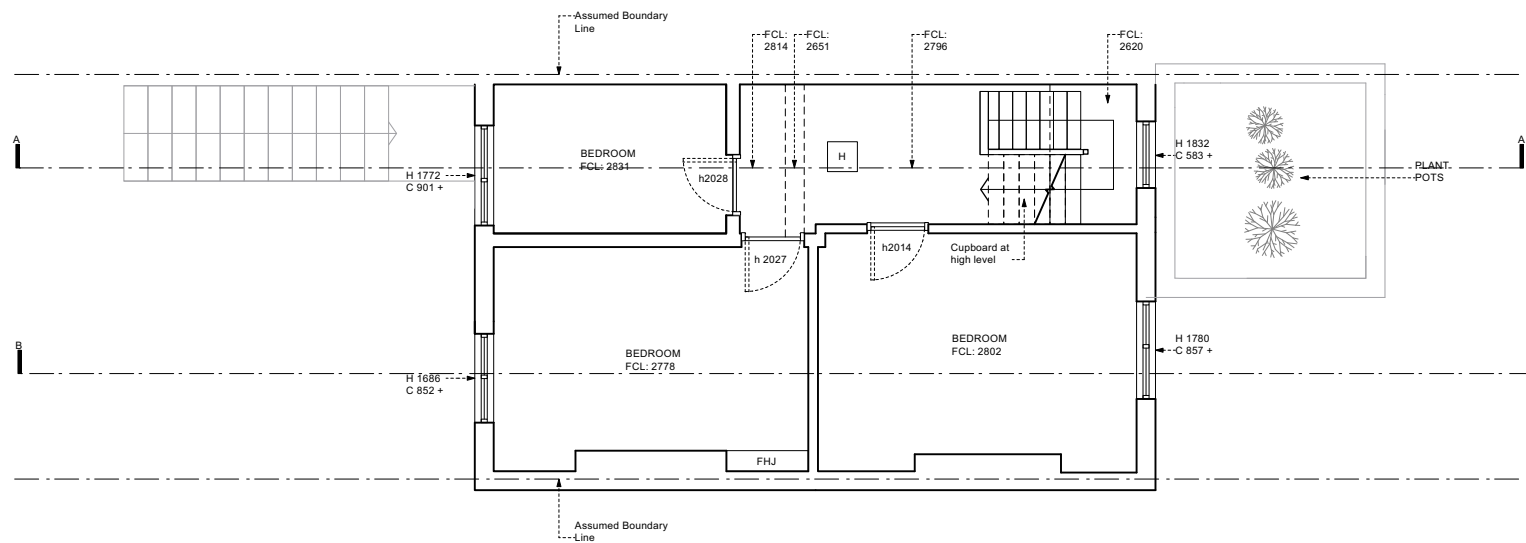 Assumed Boundary
Line
FCL:
2814
FCL:
2651
FCL:
2796
FCL:
2620
A
A
BEDROOM
FCL: 2831
H
H 1832
C 583 +
PLANT
POTS
H 1772
C 901 +
h2028
h 2027
h2014
Cupboard at
high level
B
BEDROOM
FCL: 2778
BEDROOM
FCL: 2802
H 1780
C 857 +
H 1686
C 852 +
FHJ
Assumed Boundary
Line